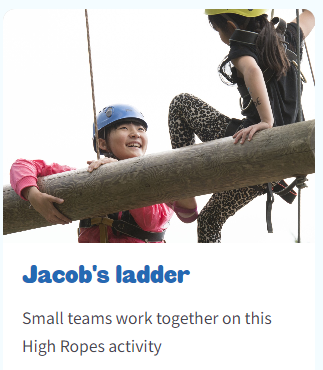 Jacob's ladder
Small teams work together on this
High Ropes activity